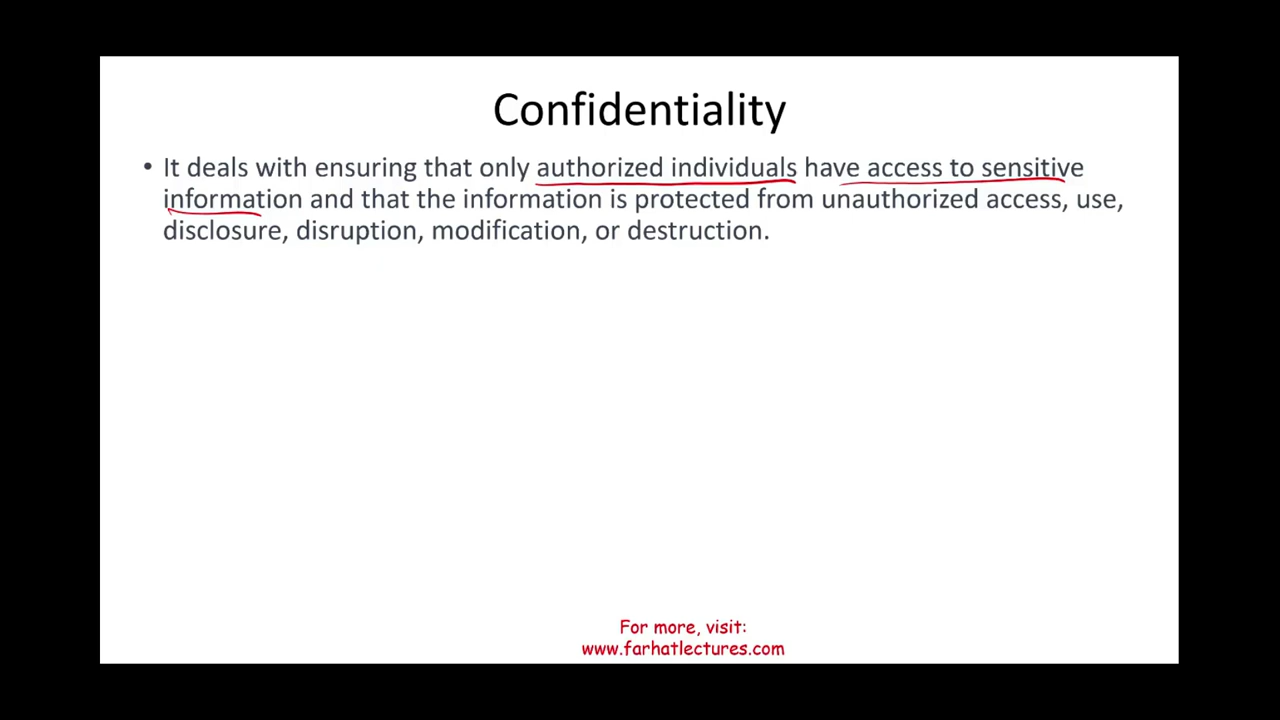 Confidentiality
• It deals with ensuring that only authorized individuals have access to sensitive
information and that the information is protected from unauthorized access, use,
disclosure, disruption, modification, or destruction.
For more, visit:
www.farhatlectures.com